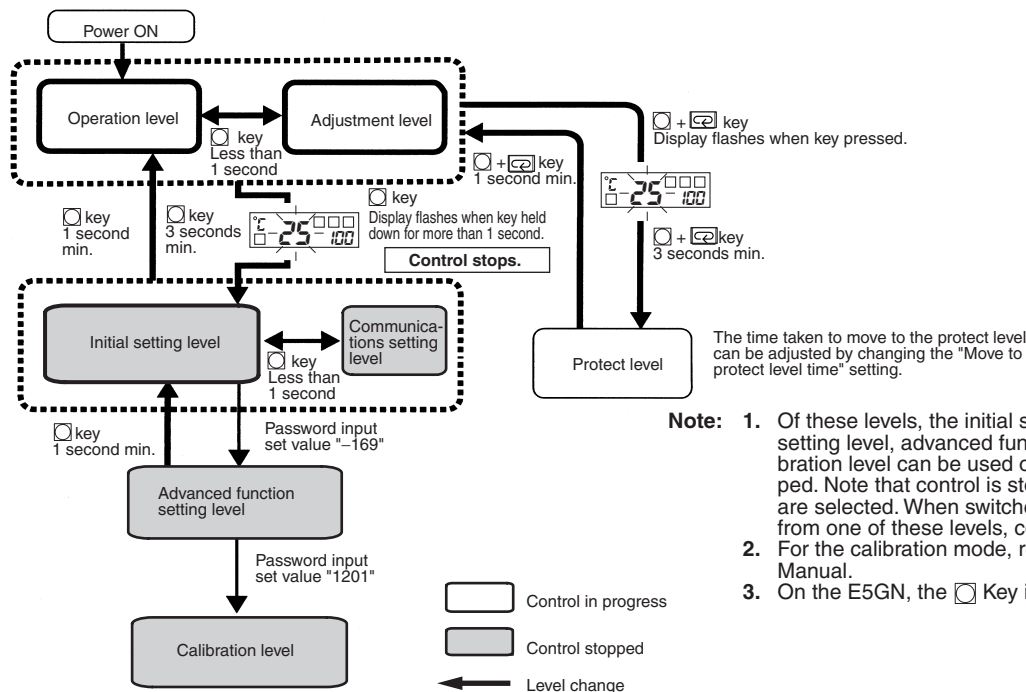 Power ON
Operation level
Adjustment level
key
Less than
1 second
key
1 second
min.
key
3 seconds
min.
℃
25
100
key
Display flashes when key held
down for more than 1 second.
Control stops.
+ key
1 second min.
+ key
Display flashes when key pressed.
℃
25
100
+ key
3 seconds min.
Initial setting level
key
Less than
1 second
Communica-
tions setting
level
Protect level
The time taken to move to the protect level
can be adjusted by changing the "Move to
protect level time" setting.
key
1 second min.
Password input
set value "–169"
Advanced function
setting level
Password input
set value "1201"
Calibration level
Control in progress
Control stopped
Level change
Note: 1. Of these levels, the initial s
setting level, advanced fun
bration level can be used o
ped. Note that control is sto
are selected. When switche
from one of these levels, c
2. For the calibration mode, r
Manual.
3. On the E5GN, the Key i